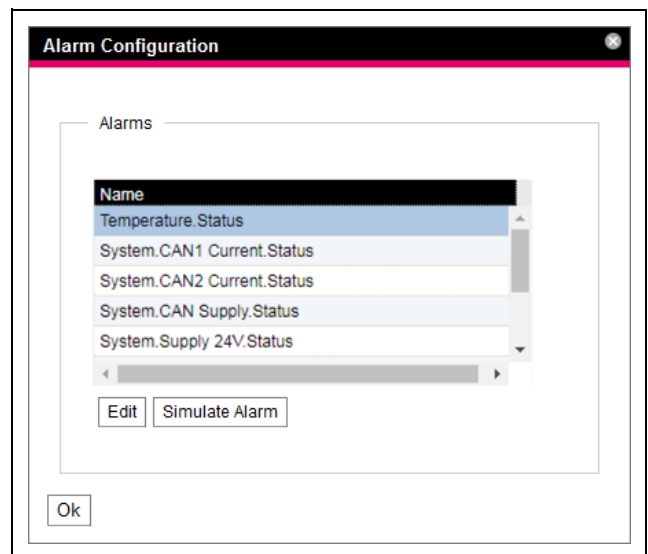 Alarm Configuration
Alarms
Name
Temperature.Status
System.CAN1 Current.Status
System.CAN2 Current.Status
System.CAN Supply.Status
System.Supply 24V.Status
Edit Simulate Alarm
Ok